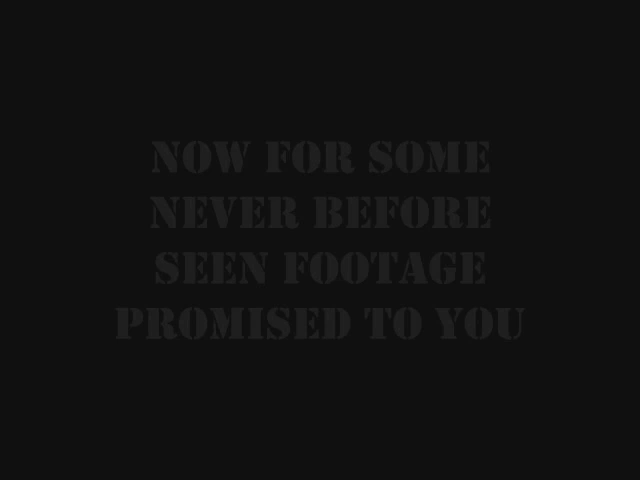 NOW FOR SOME
NEVER BEFORE
SEEN FOOTAGE
PROMISED TO YOU